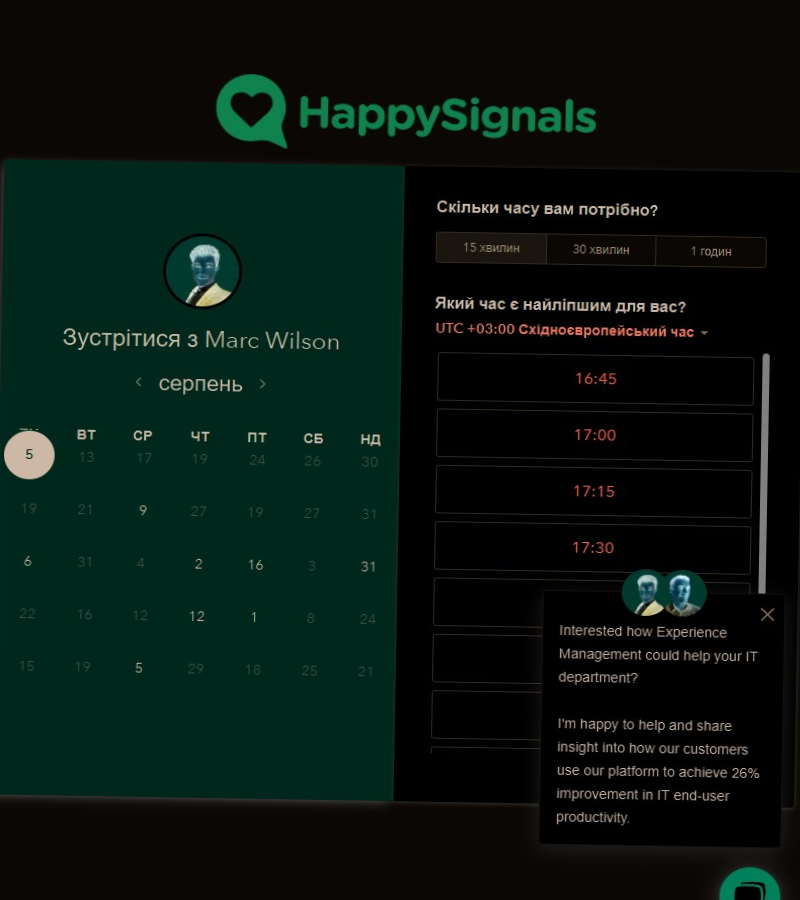 HappySignals
Зустрітися з Marc Wilson
серпень
ВТ СР ЧТ ПТ СБ НД
5 13 17 19 24 26 30
19 21 9 27 19 27 31
6 31 4 2 16 3 31
22 16 12 12 1 8 24
15 19 5 29 18 25 21
Скільки часу вам потрібно?
15 хвилин 30 хвилин 1 годин
Який час є найліпшим для вас?
UTC +03:00 Східноєвропейський час
16:45
17:00
17:15
17:30
Interested how Experience
Management could help your IT
department?
I'm happy to help and share
insight into how our customers
use our platform to achieve 26%
improvement in IT end-user
productivity.